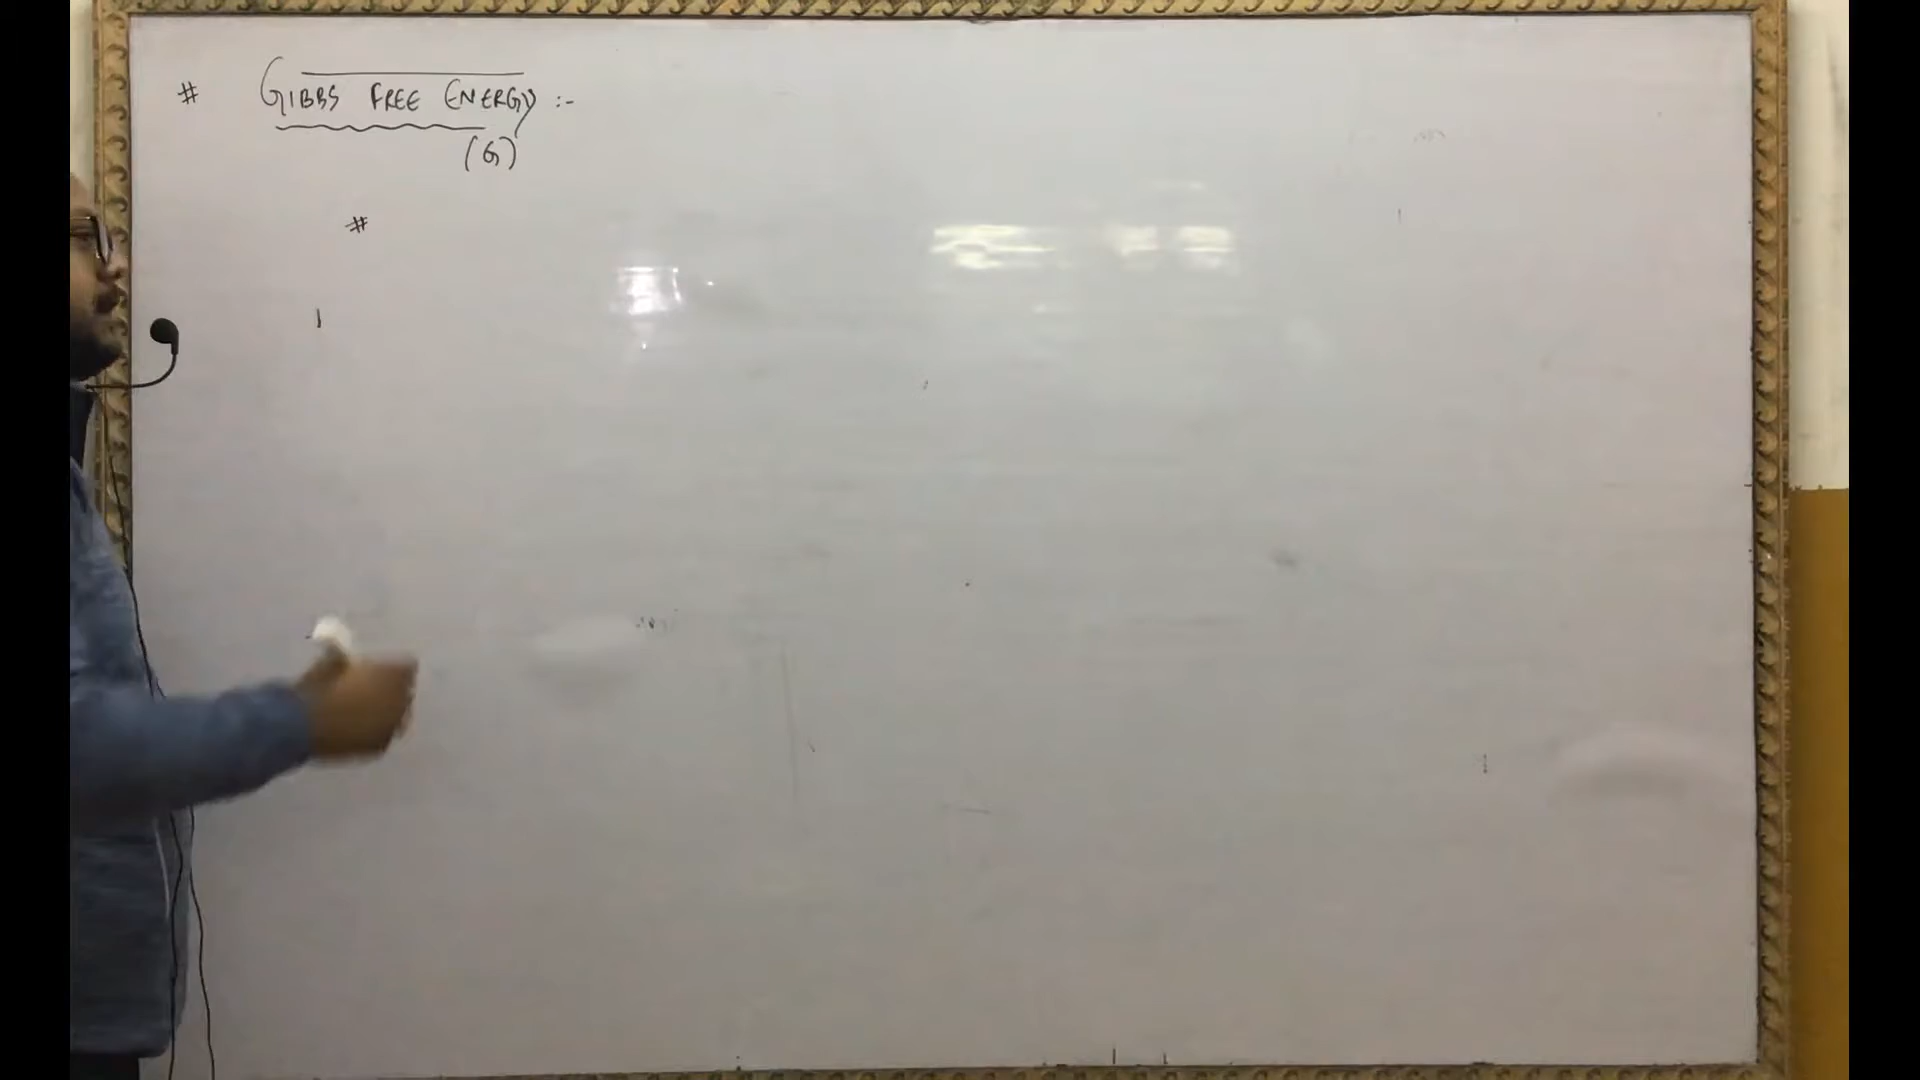 # GIBBS FREE ENERGY :-
(G)
#